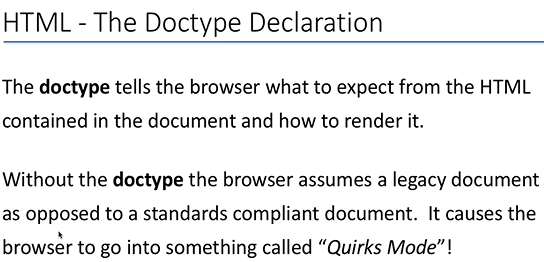 HTML - The Doctype Declaration
The doctype tells the browser what to expect from the HTML
contained in the document and how to render it.
Without the doctype the browser assumes a legacy document
as opposed to a standards compliant document.  It causes the
browser to go into something called “Quirks Mode”!